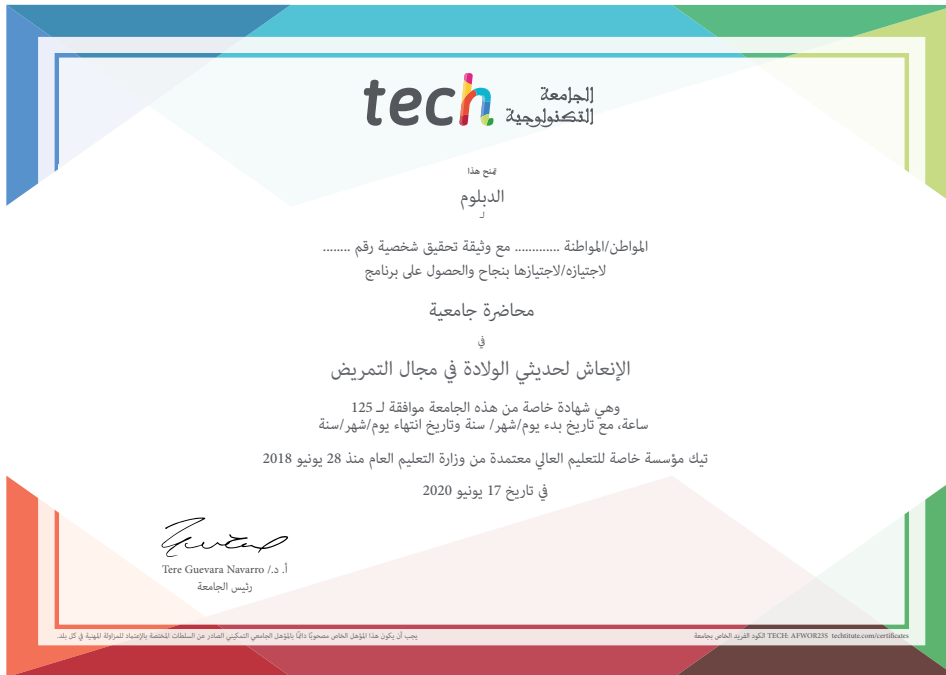 tech الجامعة
التكنولوجية
يمنح هذا
الدبلوم
لـ
المواطن/المواطنة ............. مع وثيقة تحقيق شخصية رقم ........
لاجتيازه/لاجتيازها بنجاح والحصول على برنامج
محاضرة جامعية
في
الإنعاش لحديثي الولادة في مجال التمريض
وهي شهادة خاصة من هذه الجامعة موافقة لـ 125
ساعة، مع تاريخ بدء يوم/شهر/ سنة وتاريخ انتهاء يوم/شهر/سنة
تيك مؤسسة خاصة للتعليم العالي معتمدة من وزارة التعليم العام منذ 28 يونيو 2018
في تاريخ 17 يونيو 2020
أ. د./ Tere Guevara Navarro
رئيس الجامعة
يجب أن يكون هذا المؤهل الخاص مصحوبًا دائمًا بالمؤهل الجامعي التمكيني الصادر عن السلطات المختصة بالإعتماد للمزاولة المهنية في كل بلد.
الكود الفريد الخاص بجامعة TECH: AFWOR23S techtitute.com/certificates